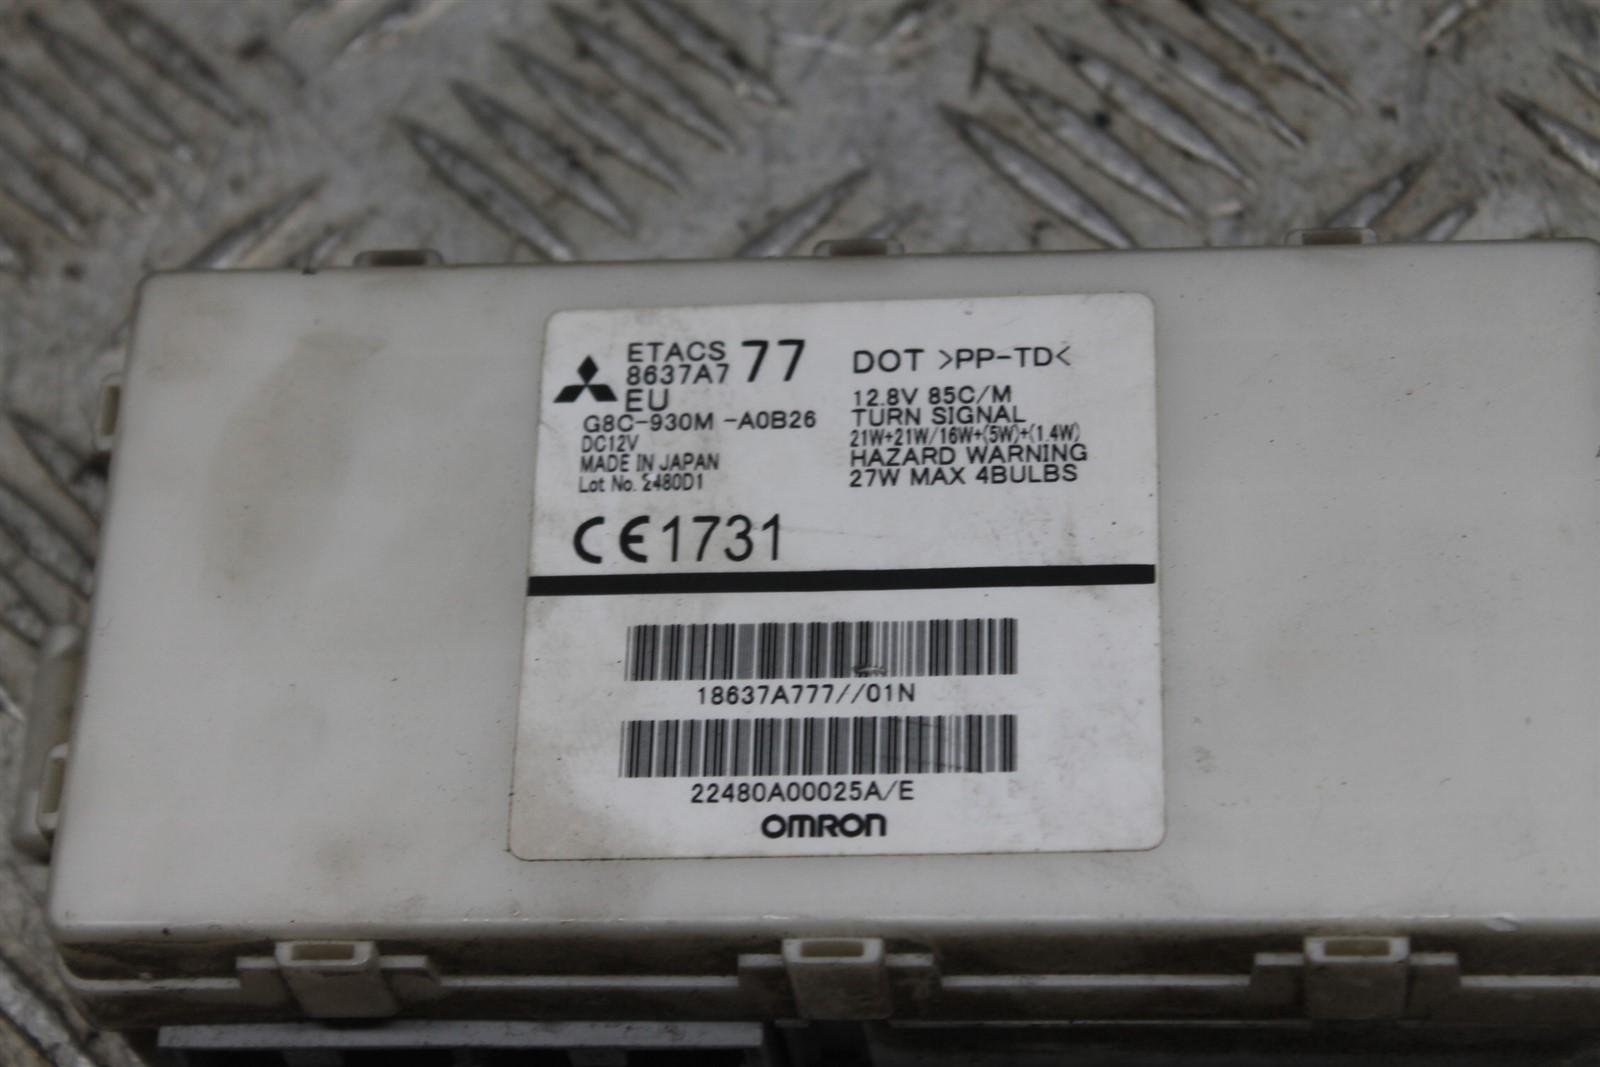 ETACS 77
8637A7
EU
G8C-930M -A0B26
DC12V
MADE IN JAPAN
Lot No. 2480D1
DOT >PP-TD<
12.8V 85C/M
TURN SIGNAL
21W+21W/16W+(5W)+(1.4W)
HAZARD WARNING
27W MAX 4BULBS
CE1731
18637A777//01N
22480A00025A/E
OMRON